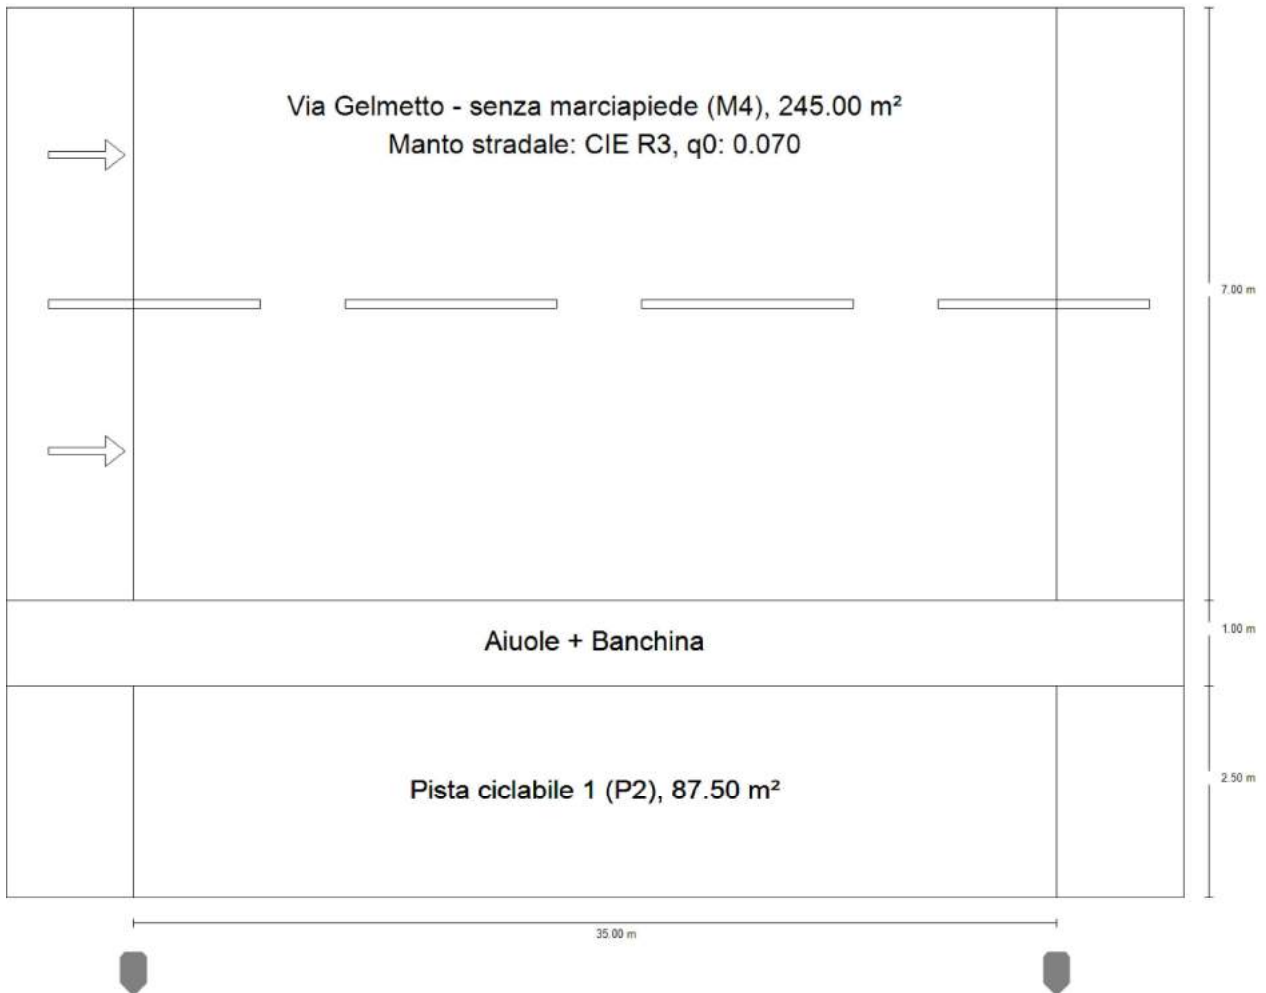 Via Gelmetto - senza marciapiede (M4), 245.00 m²
Manto stradale: CIE R3, q0: 0.070
7.00 m
Aiuole + Banchina
1.00 m
Pista ciclabile 1 (P2), 87.50 m²
2.50 m
35.00 m